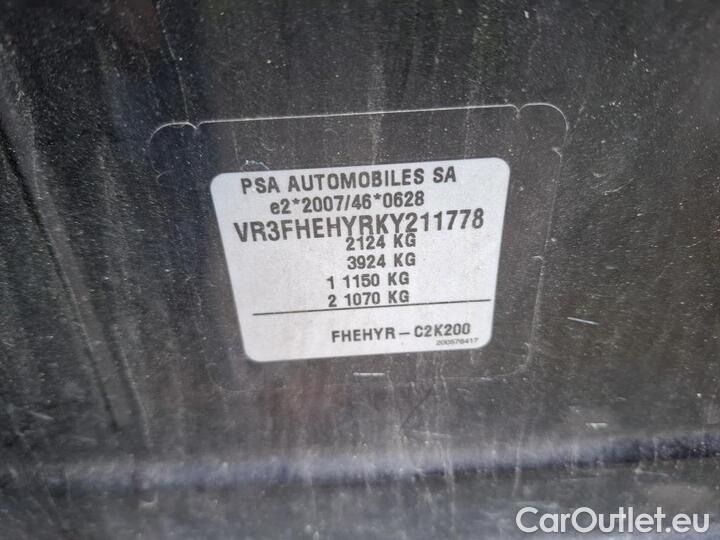 PSA AUTOMOBILES SA
e2*2007/46*0628
VR3FHEHYRKY211778
2124 KG
3924 KG
1 1150 KG
2 1070 KG
FHEHYR-C2K200
200576417
CarOutlet.eu